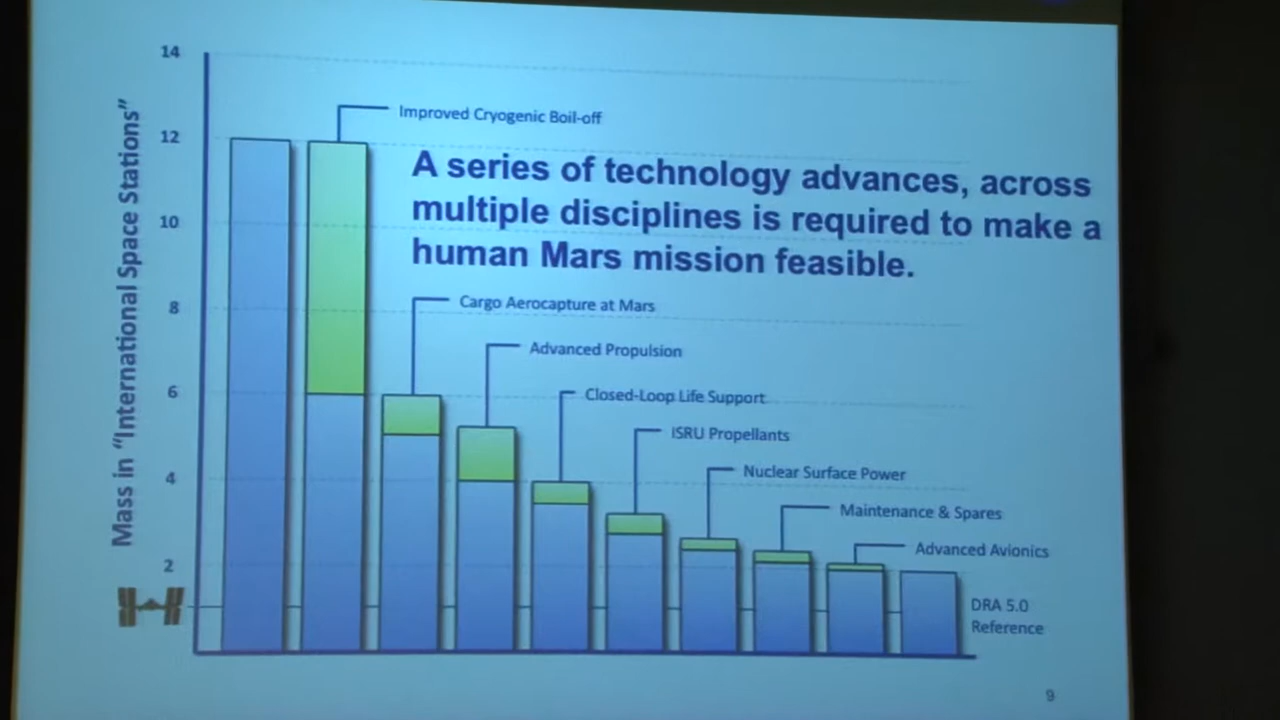 14
12
10
8
6
4
2
Mass in “International Space Stations”
Improved Cryogenic Boil-off
A series of technology advances, across
multiple disciplines is required to make a
human Mars mission feasible.
Cargo Aerocapture at Mars
Advanced Propulsion
Closed-Loop Life Support
ISRU Propellants
Nuclear Surface Power
Maintenance & Spares
Advanced Avionics
DRA 5.0
Reference
9